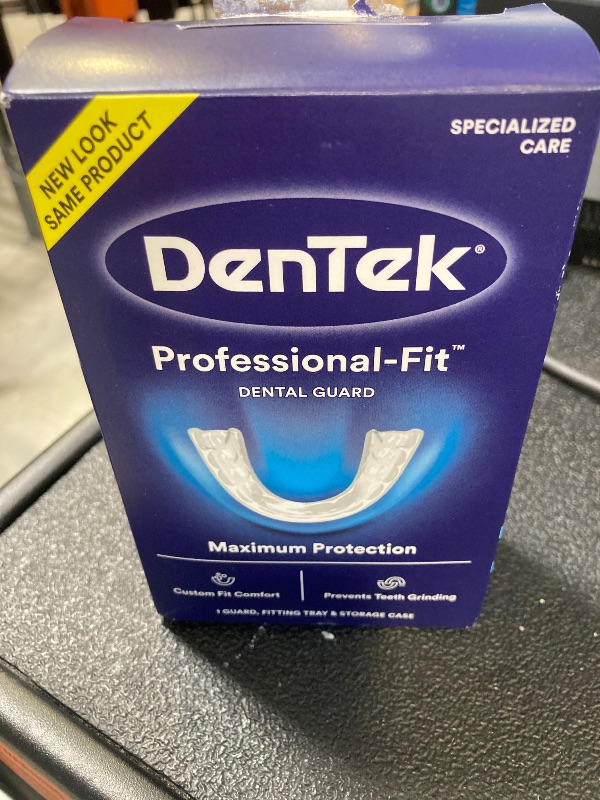 NEW LOOK
SAME PRODUCT
SPECIALIZED
CARE
DenTek®
Professional-Fit™
DENTAL GUARD
Maximum Protection
Custom Fit Comfort
Prevents Teeth Grinding
1 GUARD, FITTING TRAY & STORAGE CASE